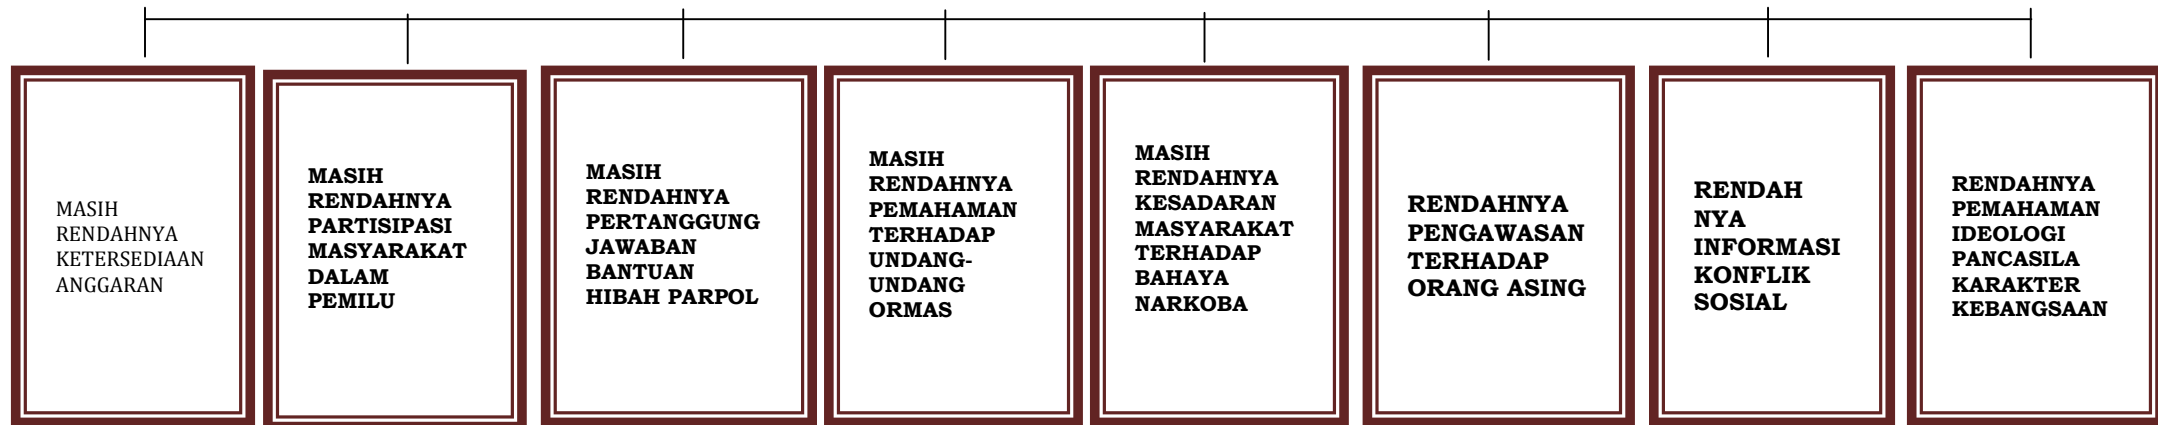 MASIH
RENDAHNYA
KETERSEDIAAN
ANGGARAN
MASIH
RENDAHNYA
PARTISIPASI
MASYARAKAT
DALAM
PEMILU
MASIH
RENDAHNYA
PERTANGGUNG
JAWABAN
BANTUAN
HIBAH PARPOL
MASIH
RENDAHNYA
PEMAHAMAN
TERHADAP
UNDANG-
UNDANG
ORMAS
MASIH
RENDAHNYA
KESADARAN
MASYARAKAT
TERHADAP
BAHAYA
NARKOBA
RENDAHNYA
PENGAWASAN
TERHADAP
ORANG ASING
RENDAH
NYA
INFORMASI
KONFLIK
SOSIAL
RENDAHNYA
PEMAHAMAN
IDEOLOGI
PANCASILA
KARAKTER
KEBANGSAAN